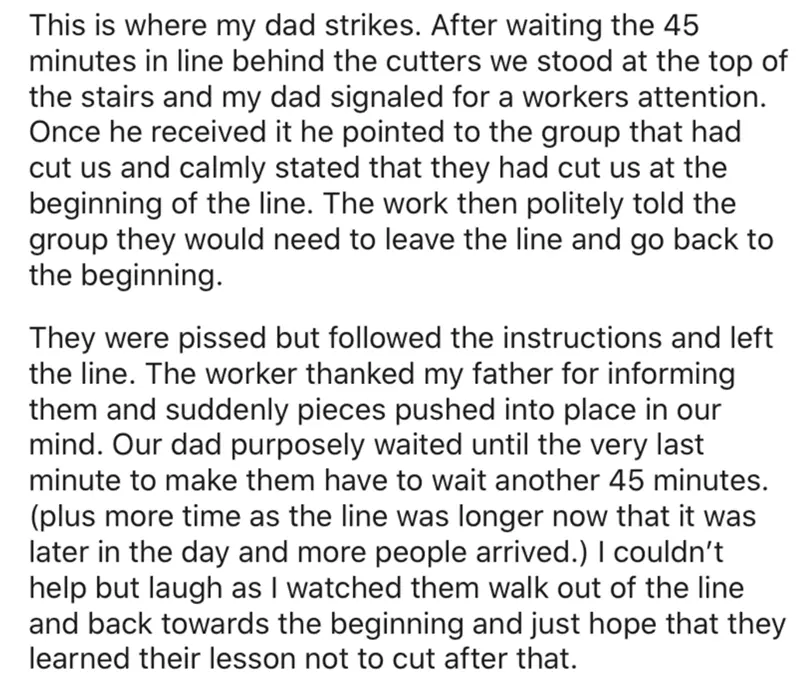 This is where my dad strikes. After waiting the 45
minutes in line behind the cutters we stood at the top of
the stairs and my dad signaled for a workers attention.
Once he received it he pointed to the group that had
cut us and calmly stated that they had cut us at the
beginning of the line. The work then politely told the
group they would need to leave the line and go back to
the beginning.
They were pissed but followed the instructions and left
the line. The worker thanked my father for informing
them and suddenly pieces pushed into place in our
mind. Our dad purposely waited until the very last
minute to make them have to wait another 45 minutes.
(plus more time as the line was longer now that it was
later in the day and more people arrived.) I couldn’t
help but laugh as I watched them walk out of the line
and back towards the beginning and just hope that they
learned their lesson not to cut after that.